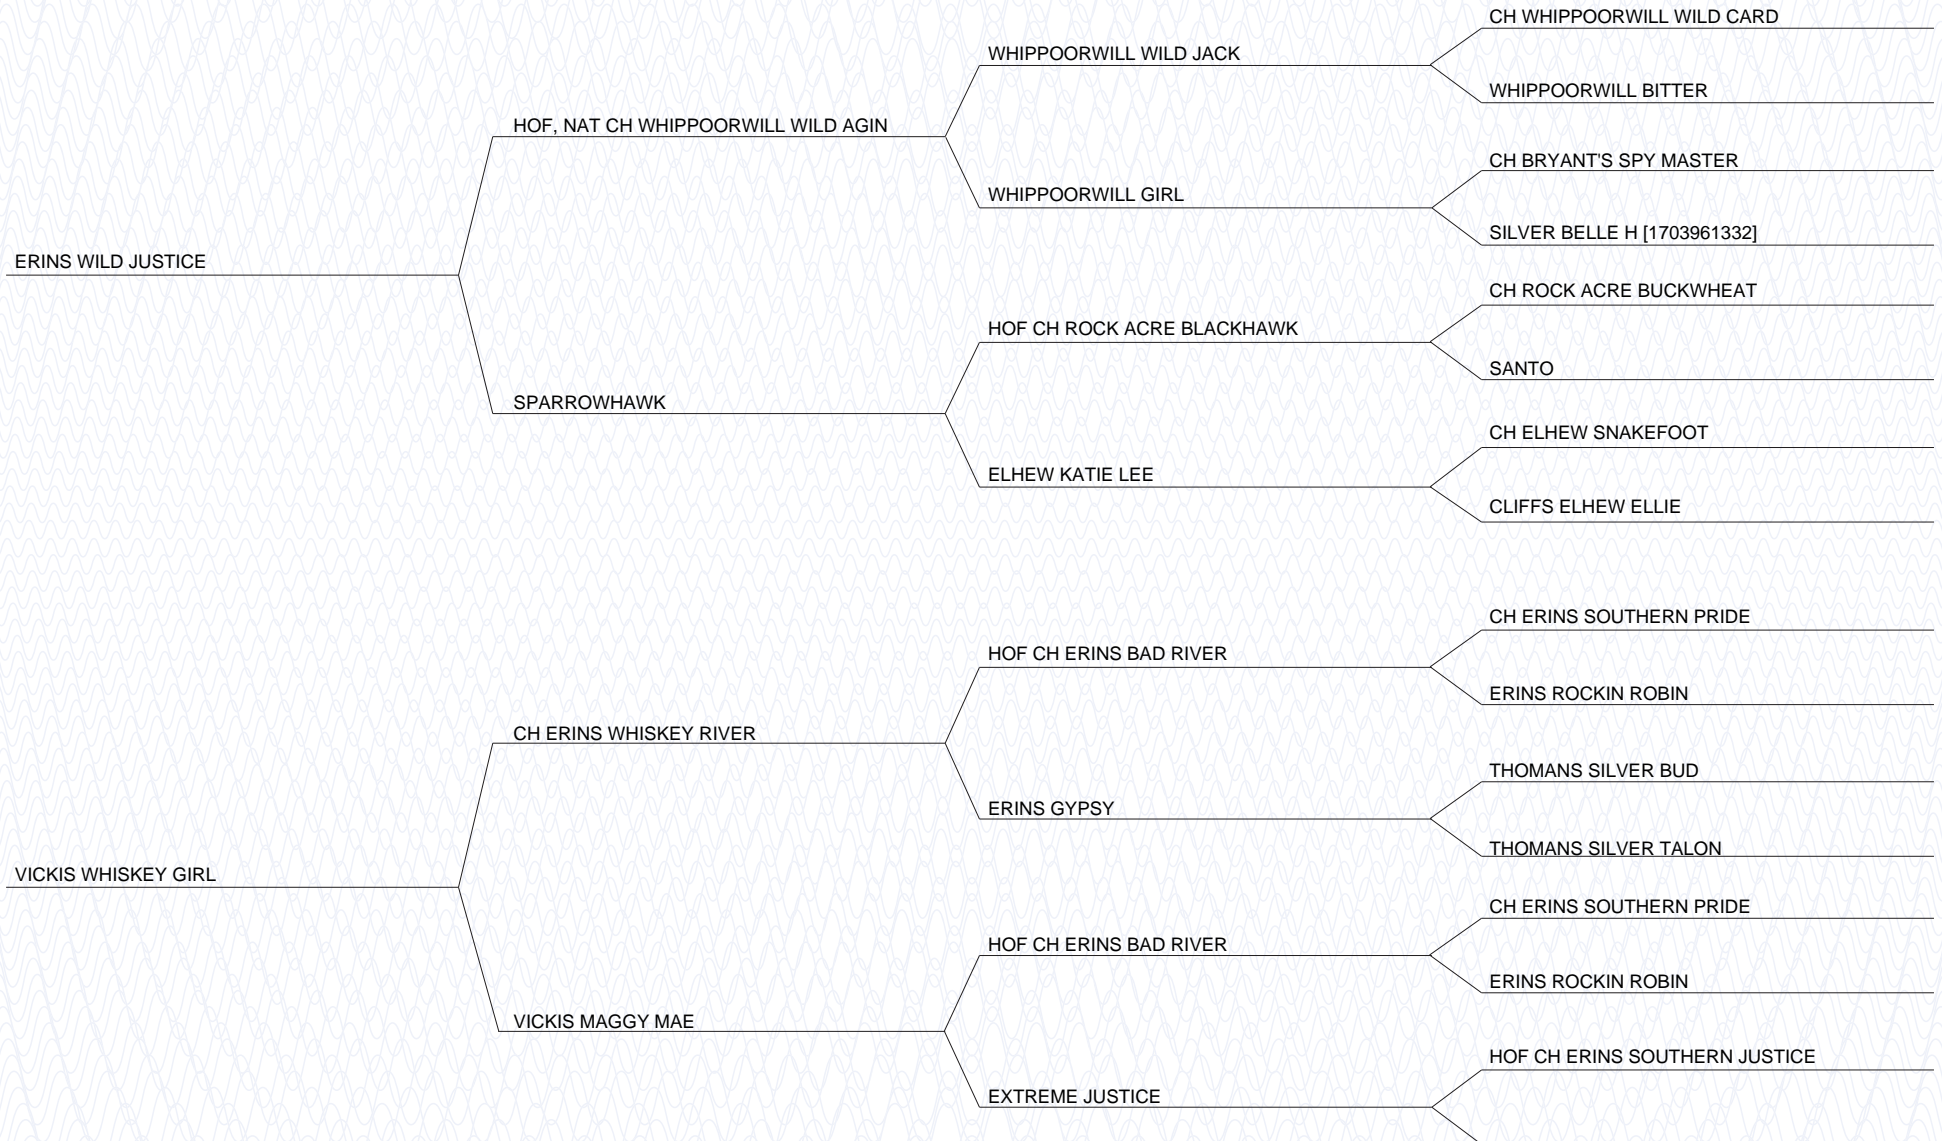 CH WHIPPOORWILL WILD CARD
WHIPPOORWILL WILD JACK
WHIPPOORWILL BITTER
HOF, NAT CH WHIPPOORWILL WILD AGIN
CH BRYANT'S SPY MASTER
WHIPPOORWILL GIRL
SILVER BELLE H [1703961332]
ERINS WILD JUSTICE
CH ROCK ACRE BUCKWHEAT
HOF CH ROCK ACRE BLACKHAWK
SANTO
SPARROWHAWK
CH ELHEW SNAKEFOOT
ELHEW KATIE LEE
CLIFFS ELHEW ELLIE
CH ERINS SOUTHERN PRIDE
HOF CH ERINS BAD RIVER
ERINS ROCKIN ROBIN
CH ERINS WHISKEY RIVER
THOMANS SILVER BUD
ERINS GYPSY
THOMANS SILVER TALON
VICKIS WHISKEY GIRL
CH ERINS SOUTHERN PRIDE
HOF CH ERINS BAD RIVER
ERINS ROCKIN ROBIN
VICKIS MAGGY MAE
HOF CH ERINS SOUTHERN JUSTICE
EXTREME JUSTICE